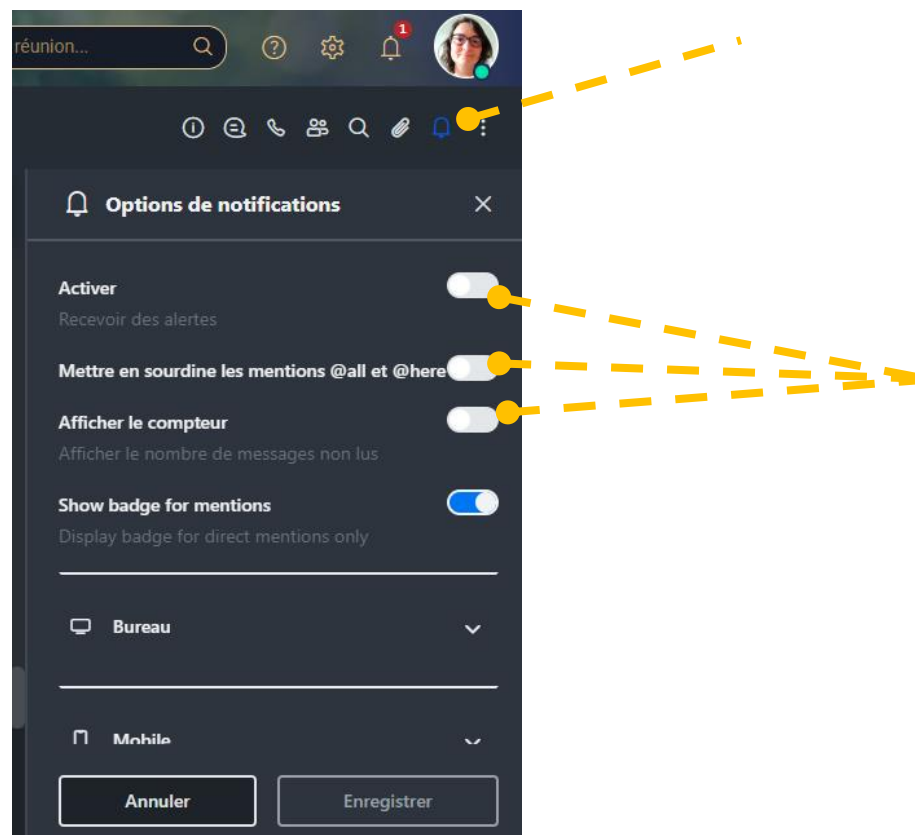 réunion...
1
Options de notifications
Activer
Recevoir des alertes
Mettre en sourdine les mentions @all et @here
Afficher le compteur
Afficher le nombre de messages non lus
Show badge for mentions
Display badge for direct mentions only
Bureau
Mobile
Annuler
Enregistrer